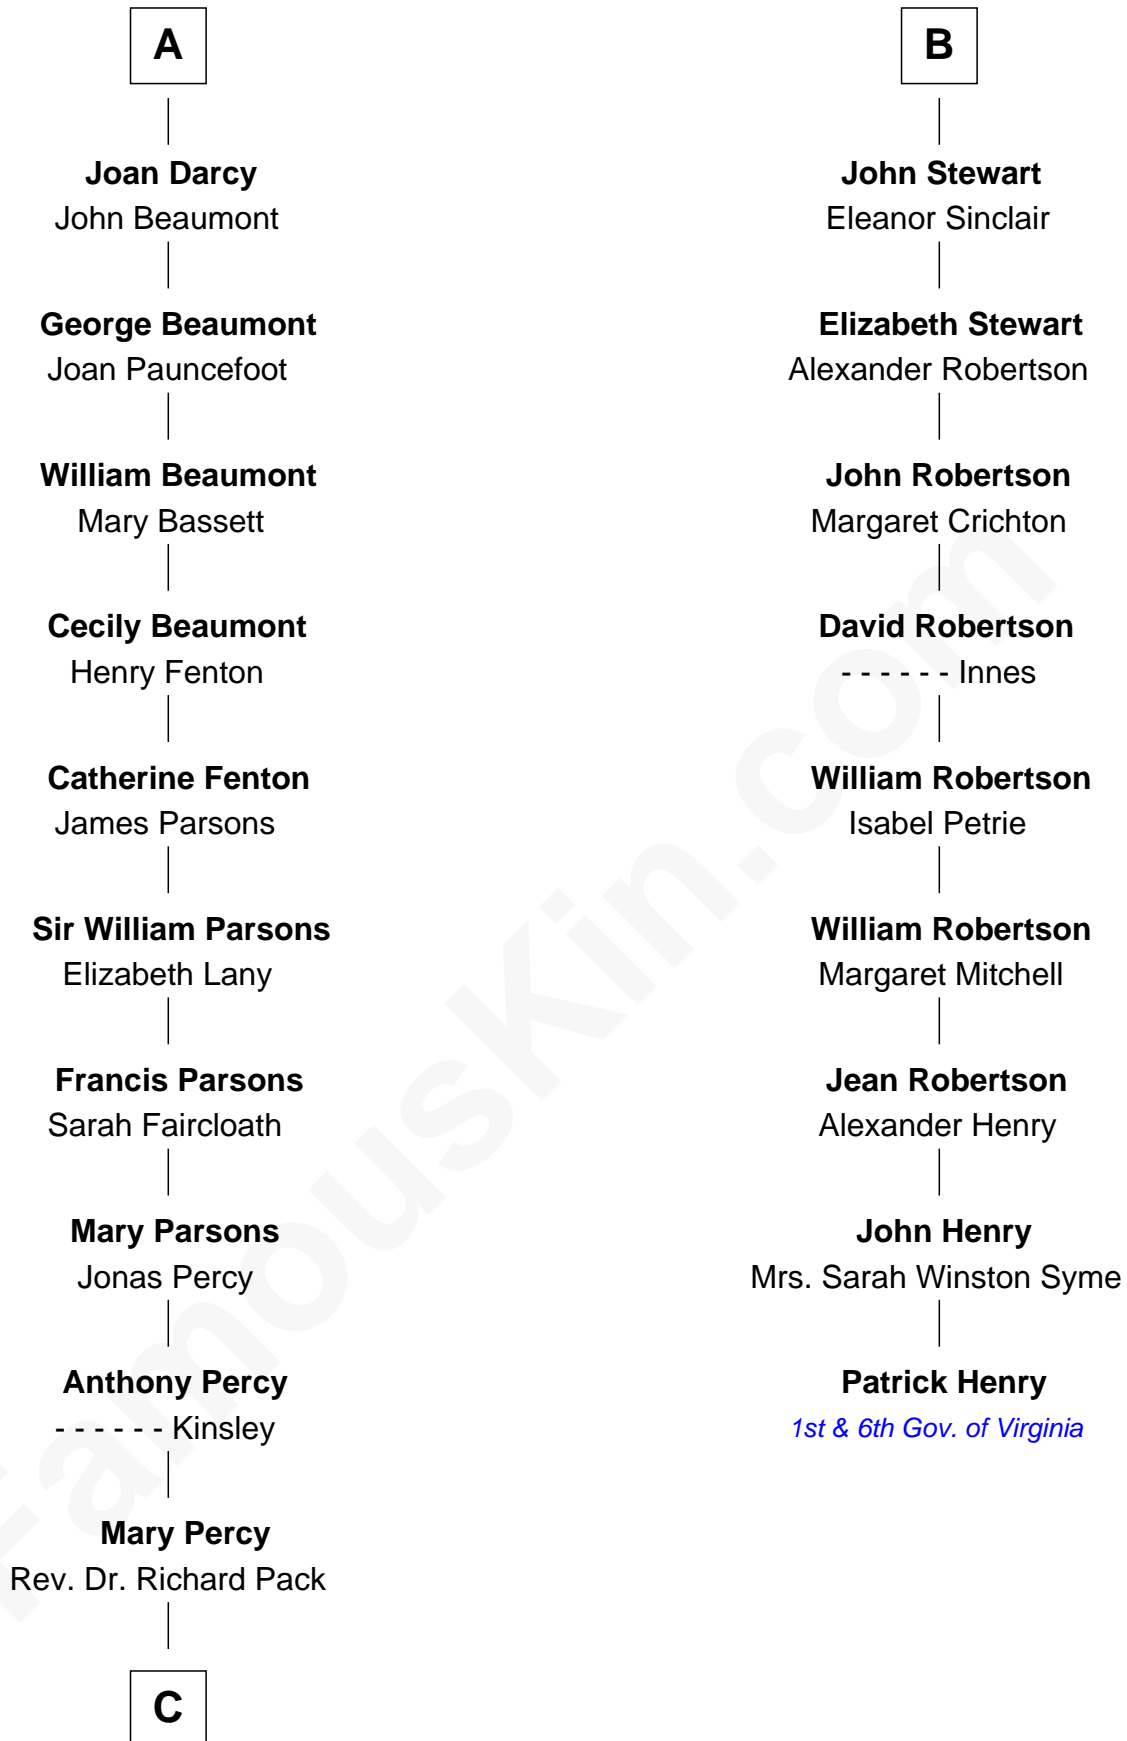 A
Joan Darcy
John Beaumont
George Beaumont
Joan Pauncefoot
William Beaumont
Mary Bassett
Cecily Beaumont
Henry Fenton
Catherine Fenton
James Parsons
Sir William Parsons
Elizabeth Lany
Francis Parsons
Sarah Faircloath
Mary Parsons
Jonas Percy
Anthony Percy
- - - - - - Kinsley
Mary Percy
Rev. Dr. Richard Pack
C
B
John Stewart
Eleanor Sinclair
Elizabeth Stewart
Alexander Robertson
John Robertson
Margaret Crichton
David Robertson
- - - - - - Innes
William Robertson
Isabel Petrie
William Robertson
Margaret Mitchell
Jean Robertson
Alexander Henry
John Henry
Mrs. Sarah Winston Syme
Patrick Henry
1st & 6th Gov. of Virginia
FamousKin.com